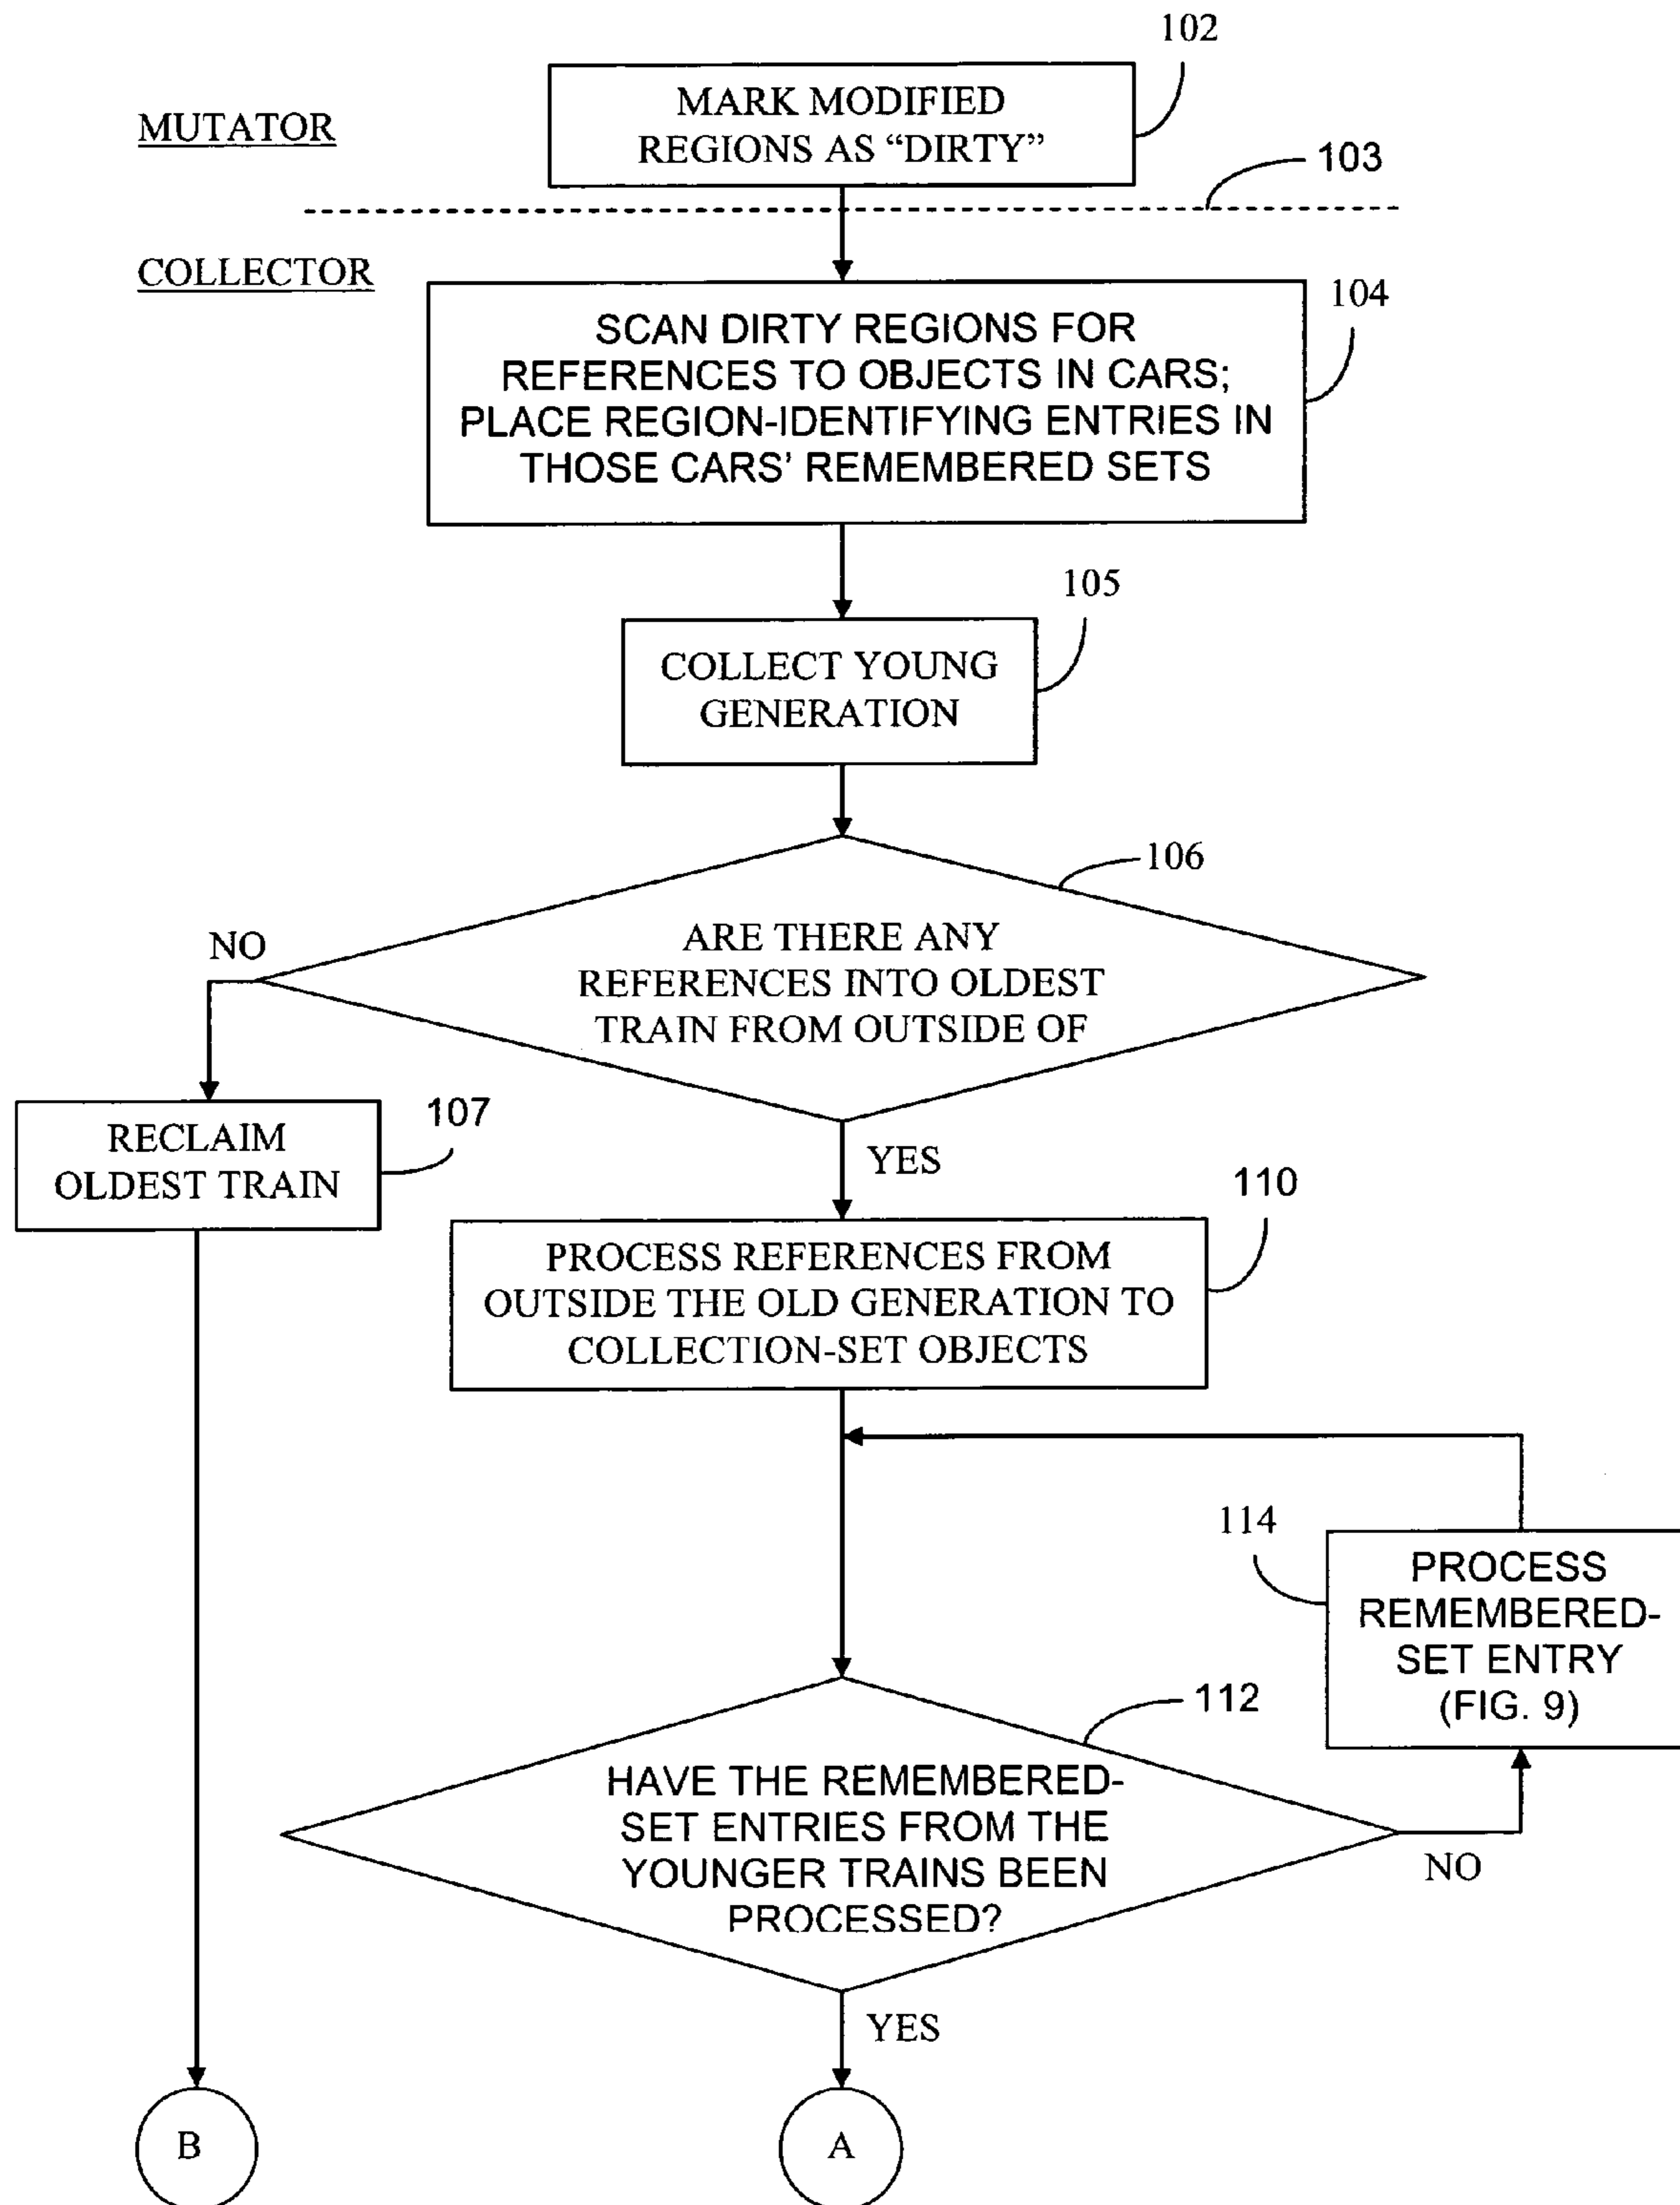 102
MUTATOR
MARK MODIFIED
REGIONS AS “DIRTY”
103
COLLECTOR
104
SCAN DIRTY REGIONS FOR
REFERENCES TO OBJECTS IN CARS;
PLACE REGION-IDENTIFYING ENTRIES IN
THOSE CARS’ REMEMBERED SETS
105
COLLECT YOUNG
GENERATION
106
NO
ARE THERE ANY
REFERENCES INTO OLDEST
TRAIN FROM OUTSIDE OF
107
RECLAIM
OLDEST TRAIN
YES
110
PROCESS REFERENCES FROM
OUTSIDE THE OLD GENERATION TO
COLLECTION-SET OBJECTS
114
PROCESS
REMEMBERED-
SET ENTRY
(FIG. 9)
112
HAVE THE REMEMBERED-
SET ENTRIES FROM THE
YOUNGER TRAINS BEEN
PROCESSED?
NO
YES
B
A